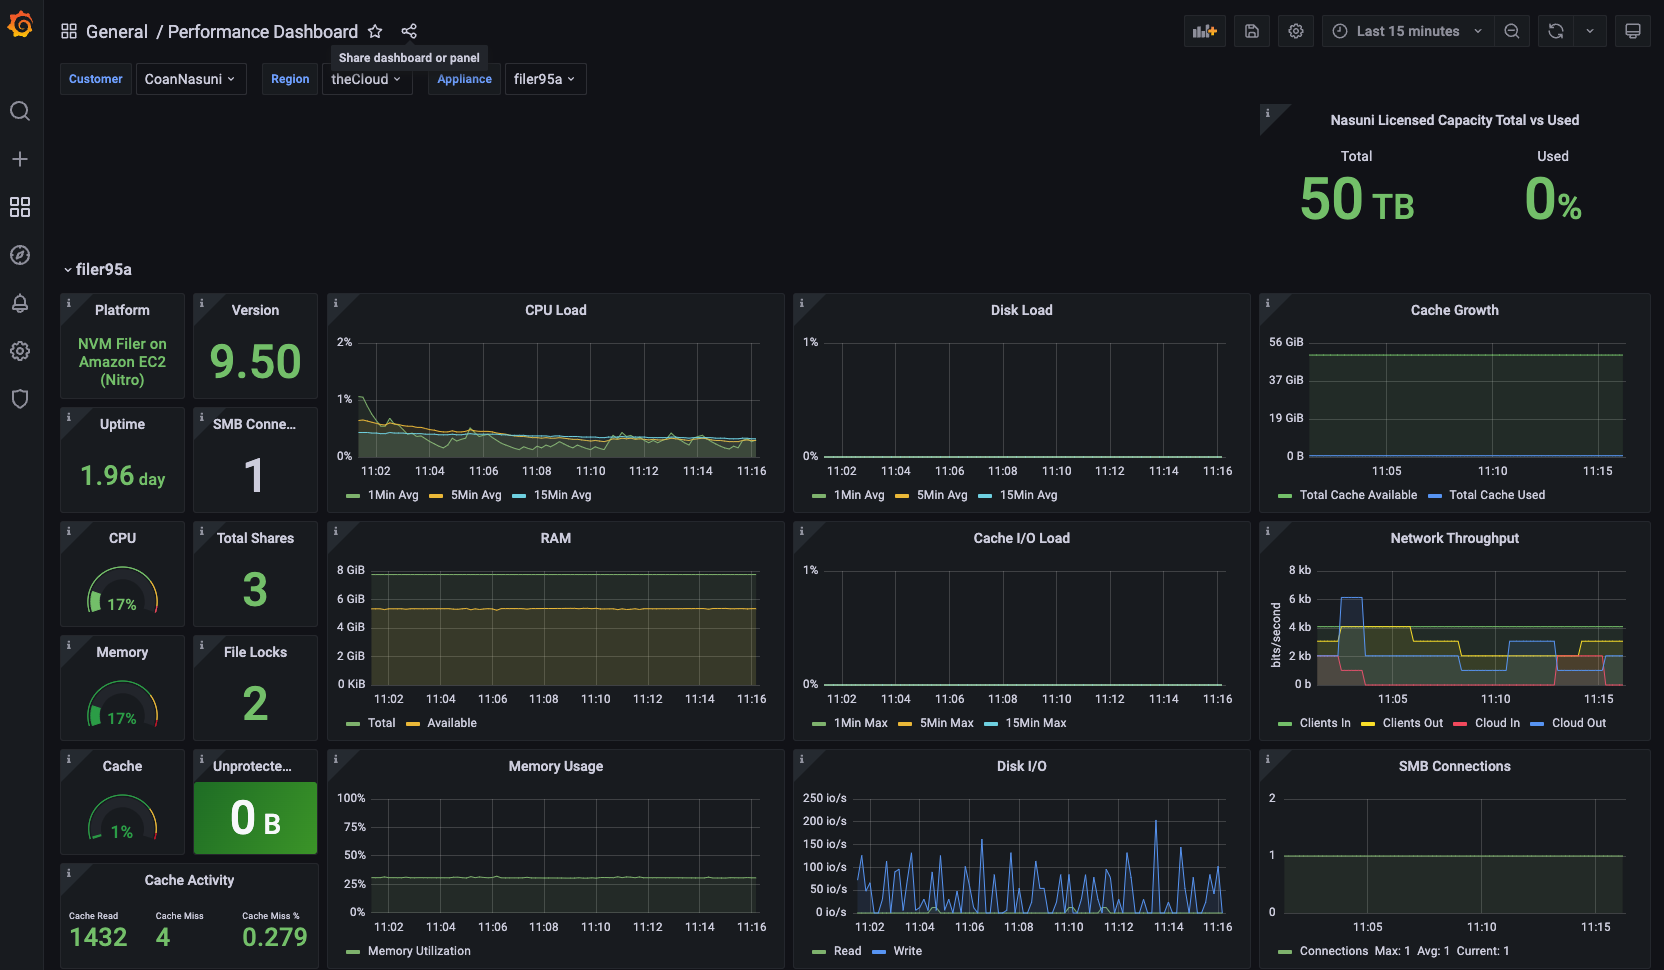 General / Performance Dashboard
Last 15 minutes
Share dashboard or panel
Customer CoanNasuni Region theCloud Appliance filer95a
Nasuni Licensed Capacity Total vs Used
Total Used
50 TB 0%
filer95a
Platform
NVM Filer on
Amazon EC2
(Nitro)
Version
9.50
Uptime
1.96 day
SMB Conne...
1
CPU Load
2%
1%
0%
11:02 11:04 11:06 11:08 11:10 11:12 11:14 11:16
1Min Avg 5Min Avg 15Min Avg
Disk Load
1%
0%
11:02 11:04 11:06 11:08 11:10 11:12 11:14 11:16
1Min Avg 5Min Avg 15Min Avg
Cache Growth
56 GiB
37 GiB
19 GiB
0 B
11:05 11:10 11:15
Total Cache Available Total Cache Used
CPU
17%
Total Shares
3
Memory
17%
File Locks
2
RAM
8 GiB
6 GiB
4 GiB
2 GiB
0 KiB
11:02 11:04 11:06 11:08 11:10 11:12 11:14 11:16
Total Available
Cache I/O Load
1%
0%
11:02 11:04 11:06 11:08 11:10 11:12 11:14 11:16
1Min Max 5Min Max 15Min Max
Network Throughput
bits/second
8 kb
6 kb
4 kb
2 kb
0 b
11:05 11:10 11:15
Clients In Clients Out Cloud In Cloud Out
Cache
1%
Unprotecte...
0 B
Cache Activity
Cache Read Cache Miss Cache Miss %
1432 4 0.279
Memory Usage
100%
75%
50%
25%
0%
11:02 11:04 11:06 11:08 11:10 11:12 11:14 11:16
Memory Utilization
Disk I/O
250 io/s
200 io/s
150 io/s
100 io/s
50 io/s
0 io/s
11:02 11:04 11:06 11:08 11:10 11:12 11:14 11:16
Read Write
SMB Connections
2
1
0
11:05 11:10 11:15
Connections Max: 1 Avg: 1 Current: 1